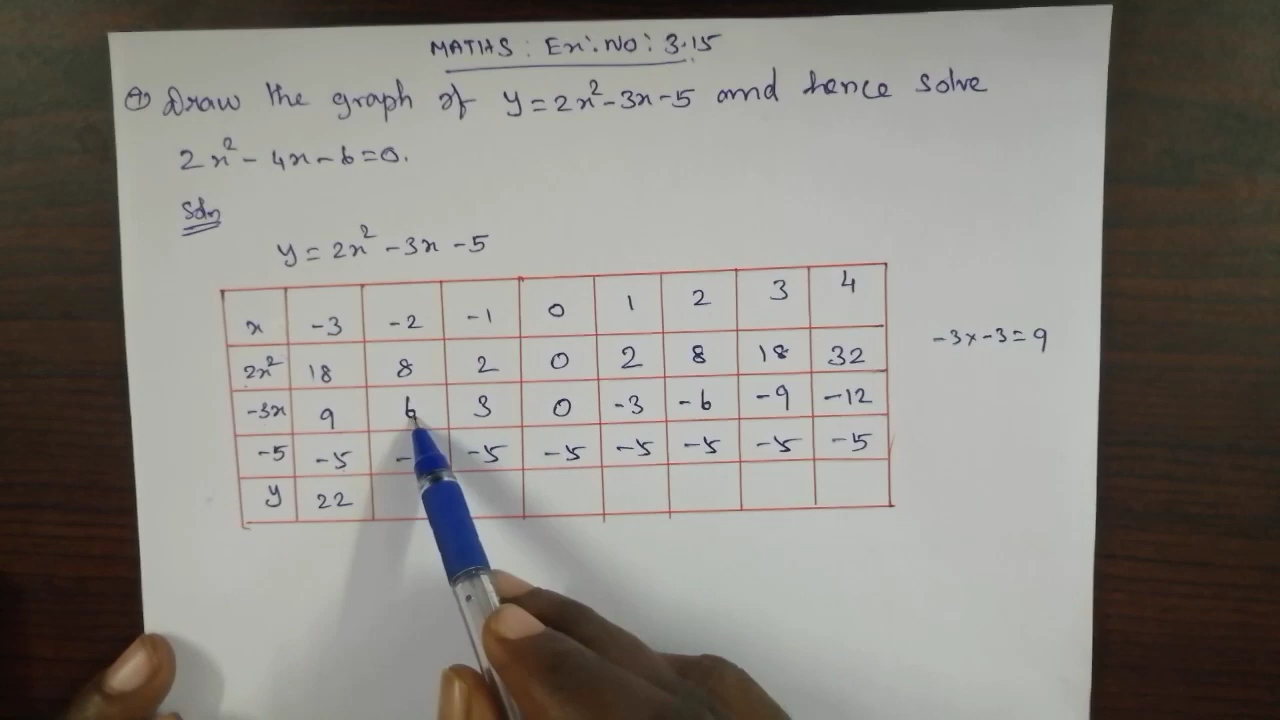 MATHS : Ex. No : 3.15
Draw the graph of y = 2x² - 3x - 5 and hence solve
2x² - 4x - 6 = 0.
Soln
y = 2x² - 3x - 5
x -3 -2 -1 0 1 2 3 4
2x² 18 8 2 0 2 8 18 32
-3x 9 6 3 0 -3 -6 -9 -12
-5 -5 - -5 -5 -5 -5 -5 -5
y 22
-3x-3=9